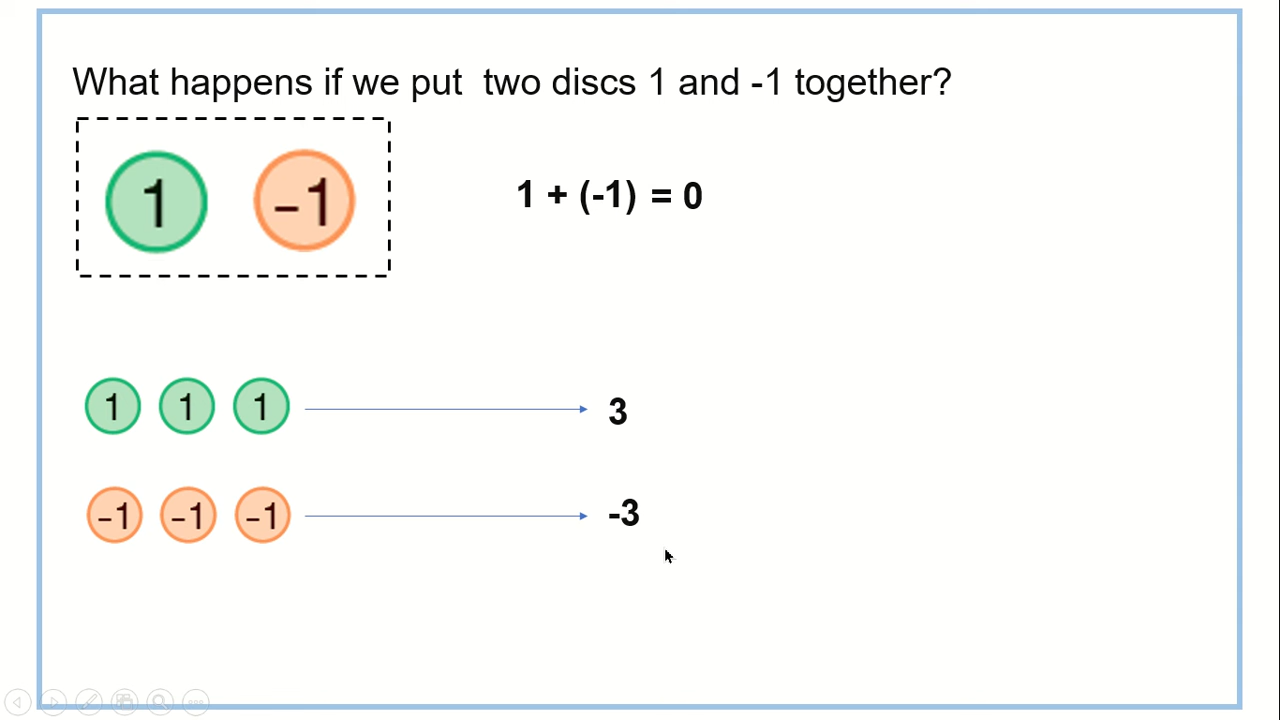 What happens if we put  two discs 1 and -1 together?
1 -1 1 + (-1) = 0
1 1 1 3
-1 -1 -1 -3